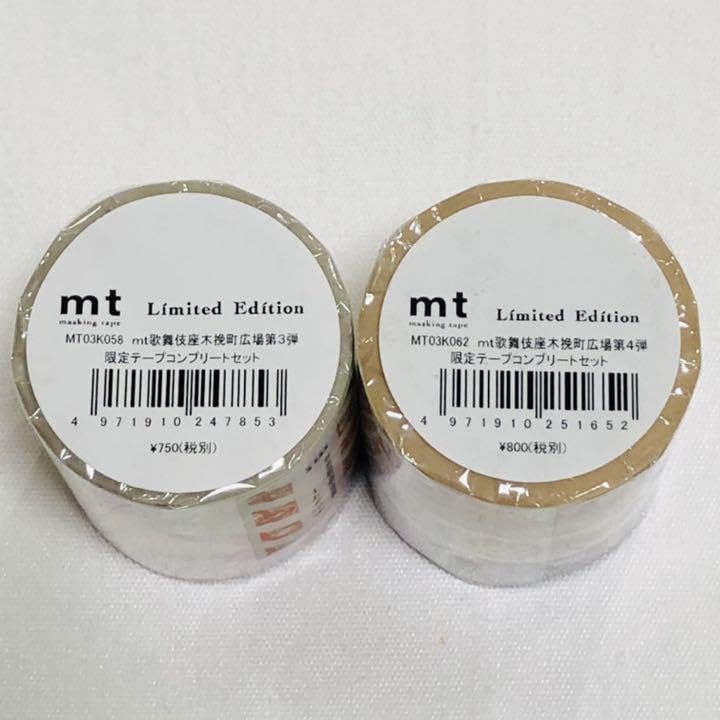 mt Limited Edition
masking tape
MT03K058 mt歌舞伎座木挽町広場第3弾
限定テープコンプリートセット
4 971910 247853
¥750(税別)
mt Limited Edition
masking tape
MT03K062 mt歌舞伎座木挽町広場第4弾
限定テープコンプリートセット
4 971910 251652
¥800(税別)